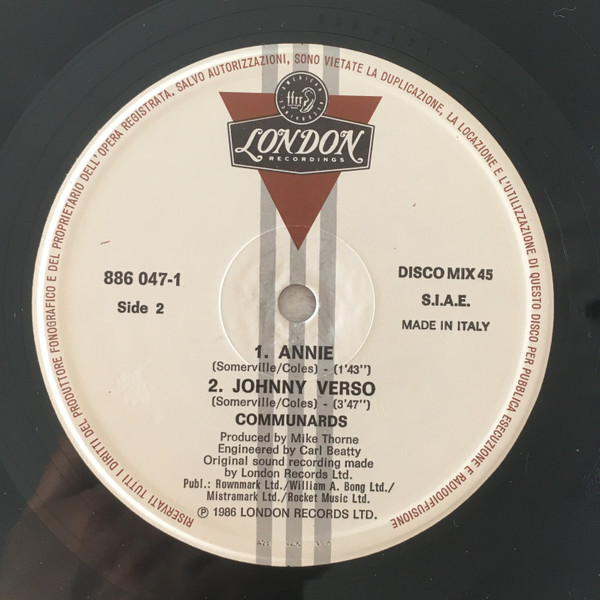 RISERVATI TUTTI I DIRITTI DEL PRODUTTORE FONOGRAFICO E DEL PROPRIETARIO DELL'OPERA REGISTRATA. SALVO AUTORIZZAZIONI, SONO VIETATE LA DUPLICAZIONE, LA LOCAZIONE E L'UTILIZZAZIONE DI QUESTO DISCO PER PUBBLICA ESECUZIONE E RADIODIFFUSIONE
ffrr
LONDON
RECORDINGS
886 047-1
Side 2
DISCO MIX 45
S.I.A.E.
MADE IN ITALY
1. ANNIE
(Somerville/Coles) - (1'43'')
2. JOHNNY VERSO
(Somerville/Coles) - (3'47'')
COMMUNARDS
Produced by Mike Thorne
Engineered by Carl Beatty
Original sound recording made
by London Records Ltd.
Publ.: Rownmark Ltd./William A. Bong Ltd./
Mistramark Ltd./Rocket Music Ltd.
℗ 1986 LONDON RECORDS LTD.